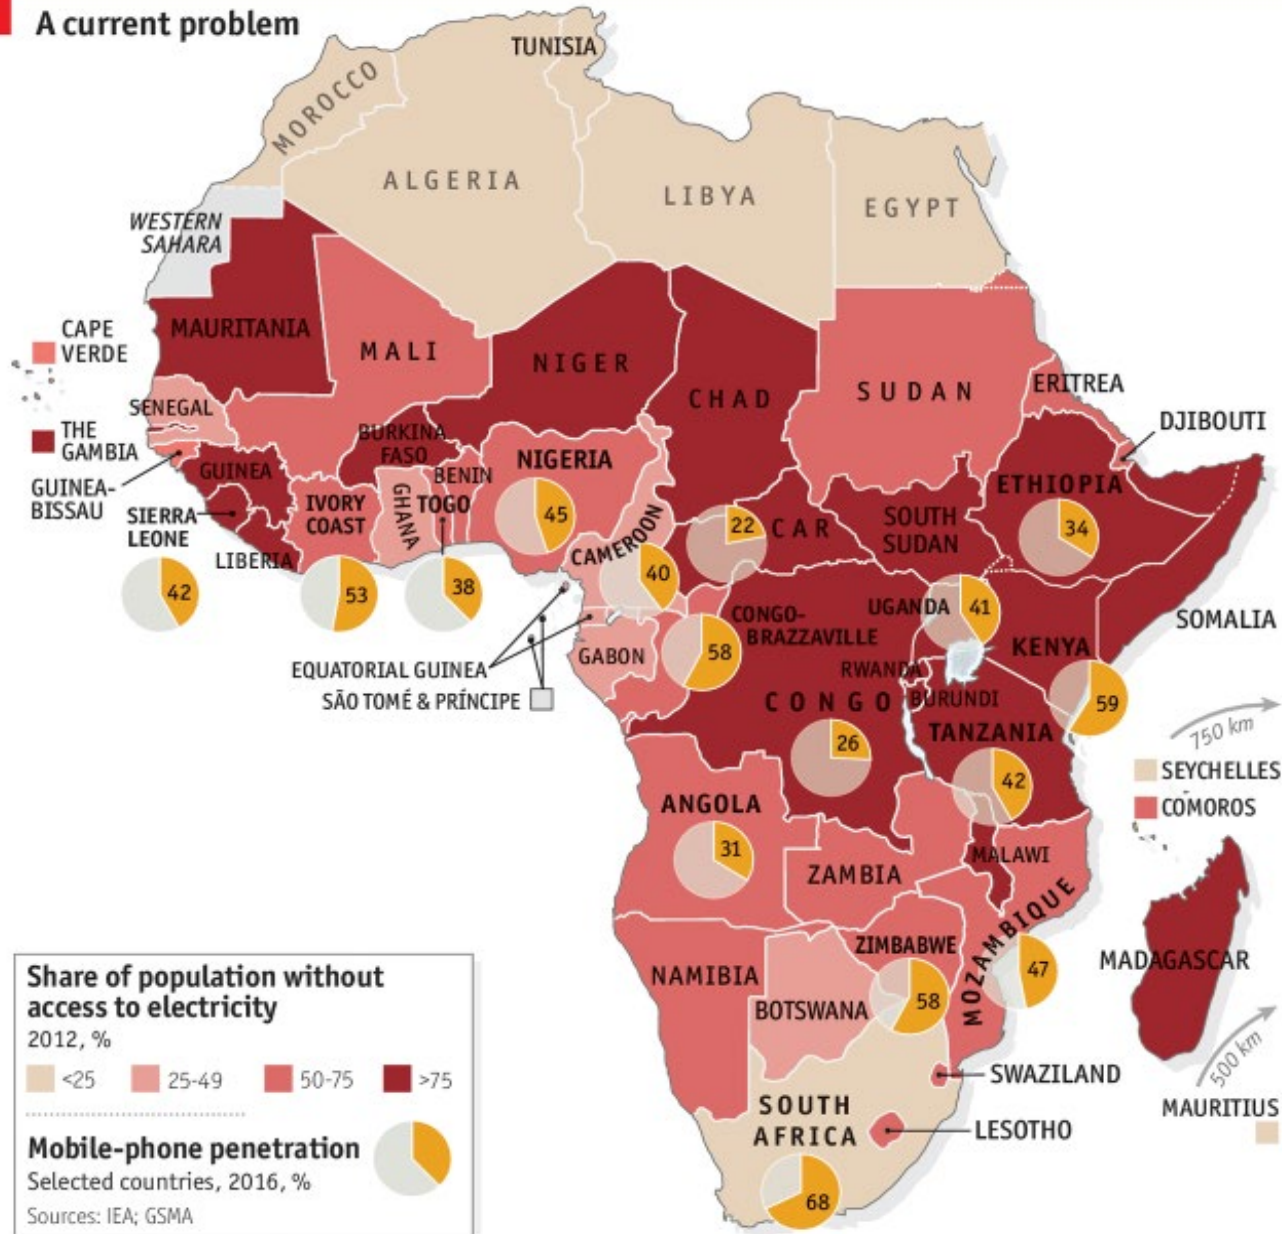 A current problem
TUNISIA
MOROCCO
ALGERIA
LIBYA
EGYPT
WESTERN
SAHARA
CAPE
VERDE
MAURITANIA
MALI
NIGER
CHAD
SUDAN
ERITREA
SENEGAL
THE
GAMBIA
DJIBOUTI
BURKINA
FASO
NIGERIA
GUINEA
BENIN
ETHIOPIA
GUINEA-
BISSAU
IVORY
COAST
GHANA
TOGO
SIERRA
LEONE
45
CAMEROON
22
CAR
SOUTH
SUDAN
34
LIBERIA
42
53
38
40
UGANDA
41
SOMALIA
CONGO-
BRAZZAVILLE
KENYA
58
GABON
EQUATORIAL GUINEA
RWANDA
SÃO TOMÉ & PRÍNCIPE
CONGO
BURUNDI
59
TANZANIA
750 km
26
42
SEYCHELLES
COMOROS
ANGOLA
31
MALAWI
ZAMBIA
MOZAMBIQUE
ZIMBABWE
47
MADAGASCAR
NAMIBIA
BOTSWANA
58
500 km
SWAZILAND
MAURITIUS
SOUTH
AFRICA
LESOTHO
68
Share of population without
access to electricity
2012, %
<25 25-49 50-75 >75
Mobile-phone penetration
Selected countries, 2016, %
Sources: IEA; GSMA